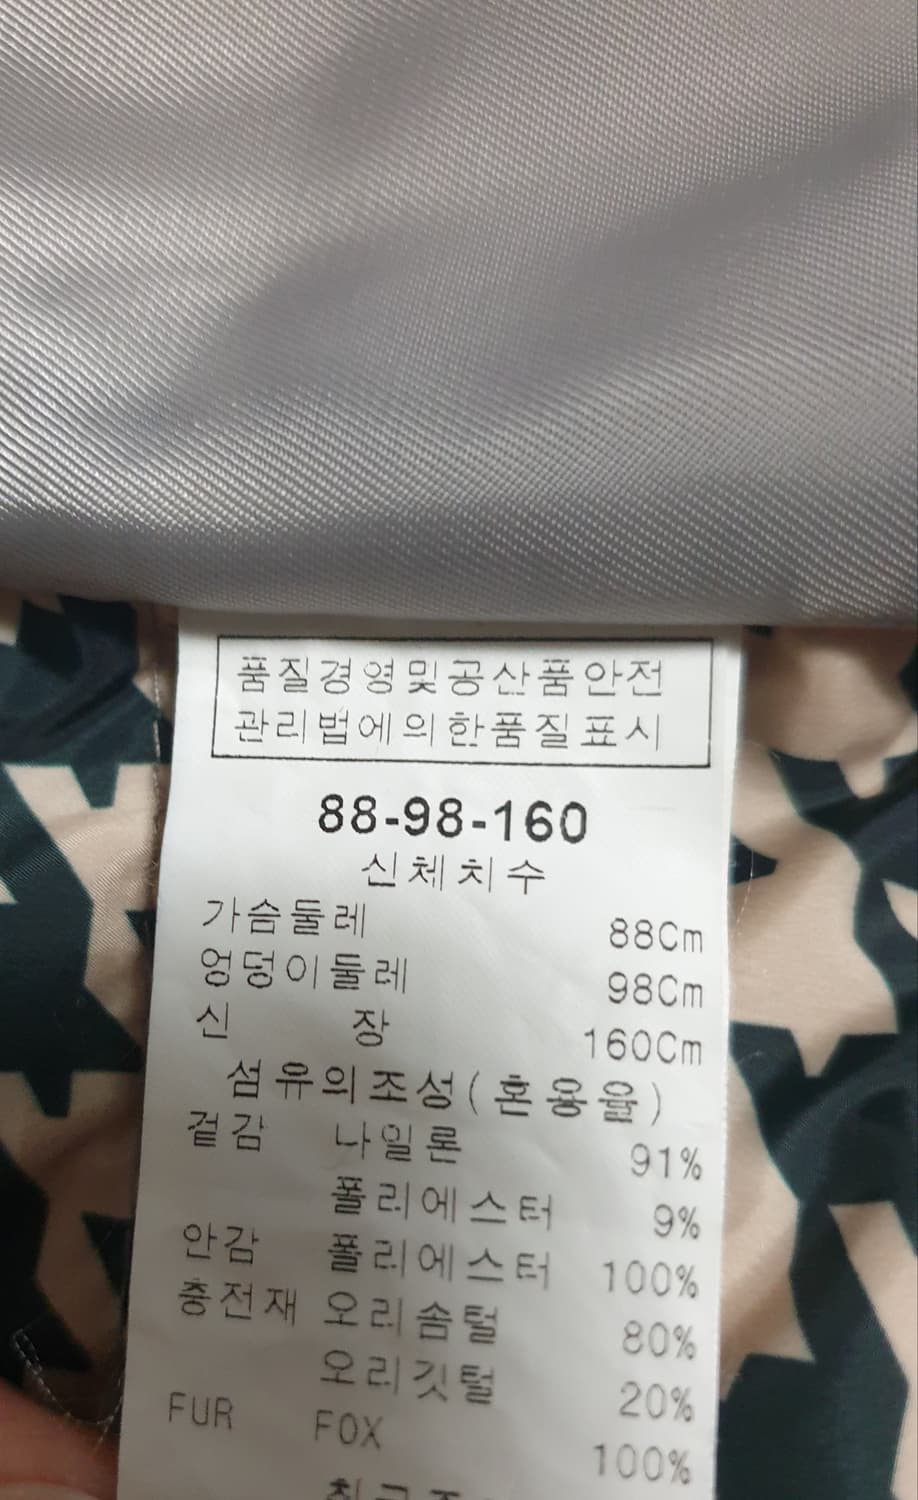 품질경영및공산품안전
관리법에의한품질표시
88-98-160
신체치수
가슴둘레 88Cm
엉덩이둘레 98Cm
신 장 160Cm
섬유의조성(혼용율)
겉감 나일론 91%
폴리에스터 9%
안감 폴리에스터 100%
충전재 오리솜털 80%
오리깃털 20%
FUR FOX 100%